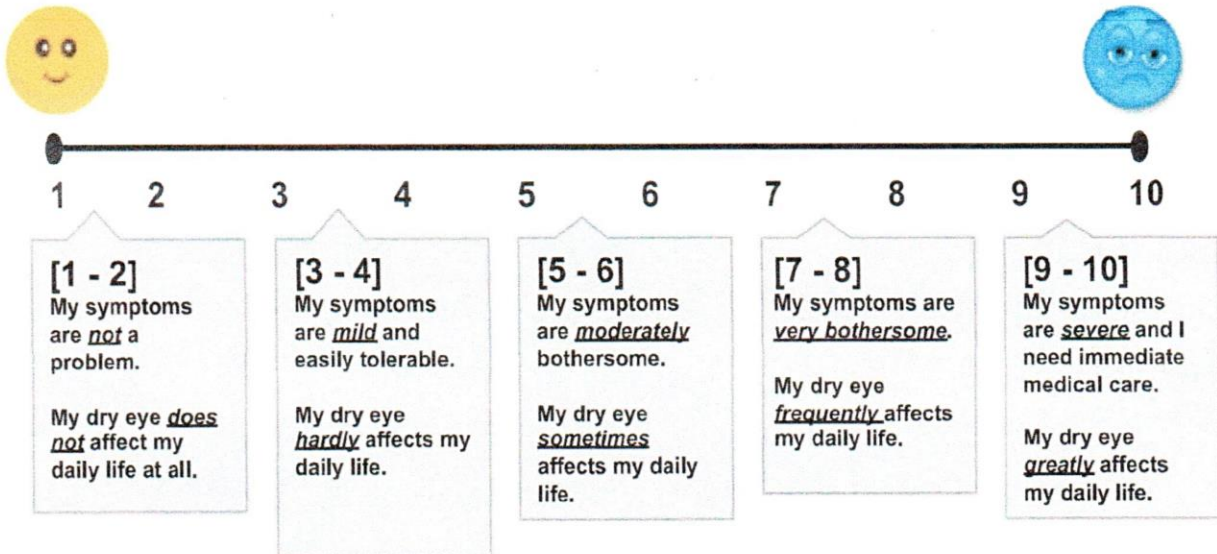 1 2 3 4 5 6 7 8 9 10
[1 - 2]
My symptoms
are not a
problem.
My dry eye does
not affect my
daily life at all.
[3 - 4]
My symptoms
are mild and
easily tolerable.
My dry eye
hardly affects my
daily life.
[5 - 6]
My symptoms
are moderately
bothersome.
My dry eye
sometimes
affects my daily
life.
[7 - 8]
My symptoms are
very bothersome.
My dry eye
frequently affects
my daily life.
[9 - 10]
My symptoms
are severe and I
need immediate
medical care.
My dry eye
greatly affects
my daily life.